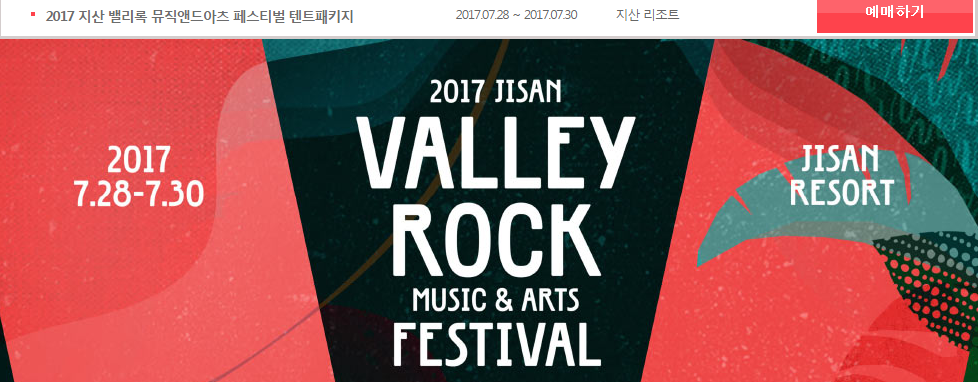 2017 지산 밸리록 뮤직앤드아츠 페스티벌 텐트패키지 2017.07.28 ~ 2017.07.30 지산 리조트 예매하기
2017 JISAN
VALLEY
ROCK
MUSIC & ARTS
FESTIVAL
2017
7.28-7.30
JISAN
RESORT